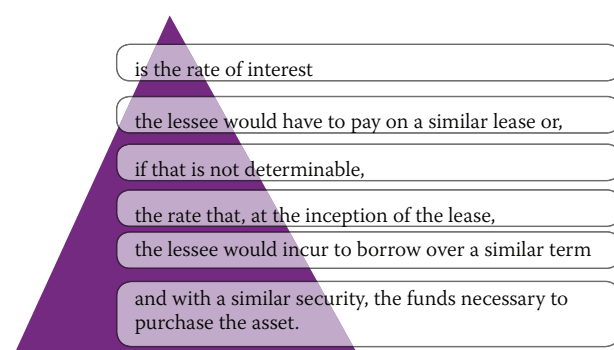 is the rate of interest
the lessee would have to pay on a similar lease or,
if that is not determinable,
the rate that, at the inception of the lease,
the lessee would incur to borrow over a similar term
and with a similar security, the funds necessary to
purchase the asset.